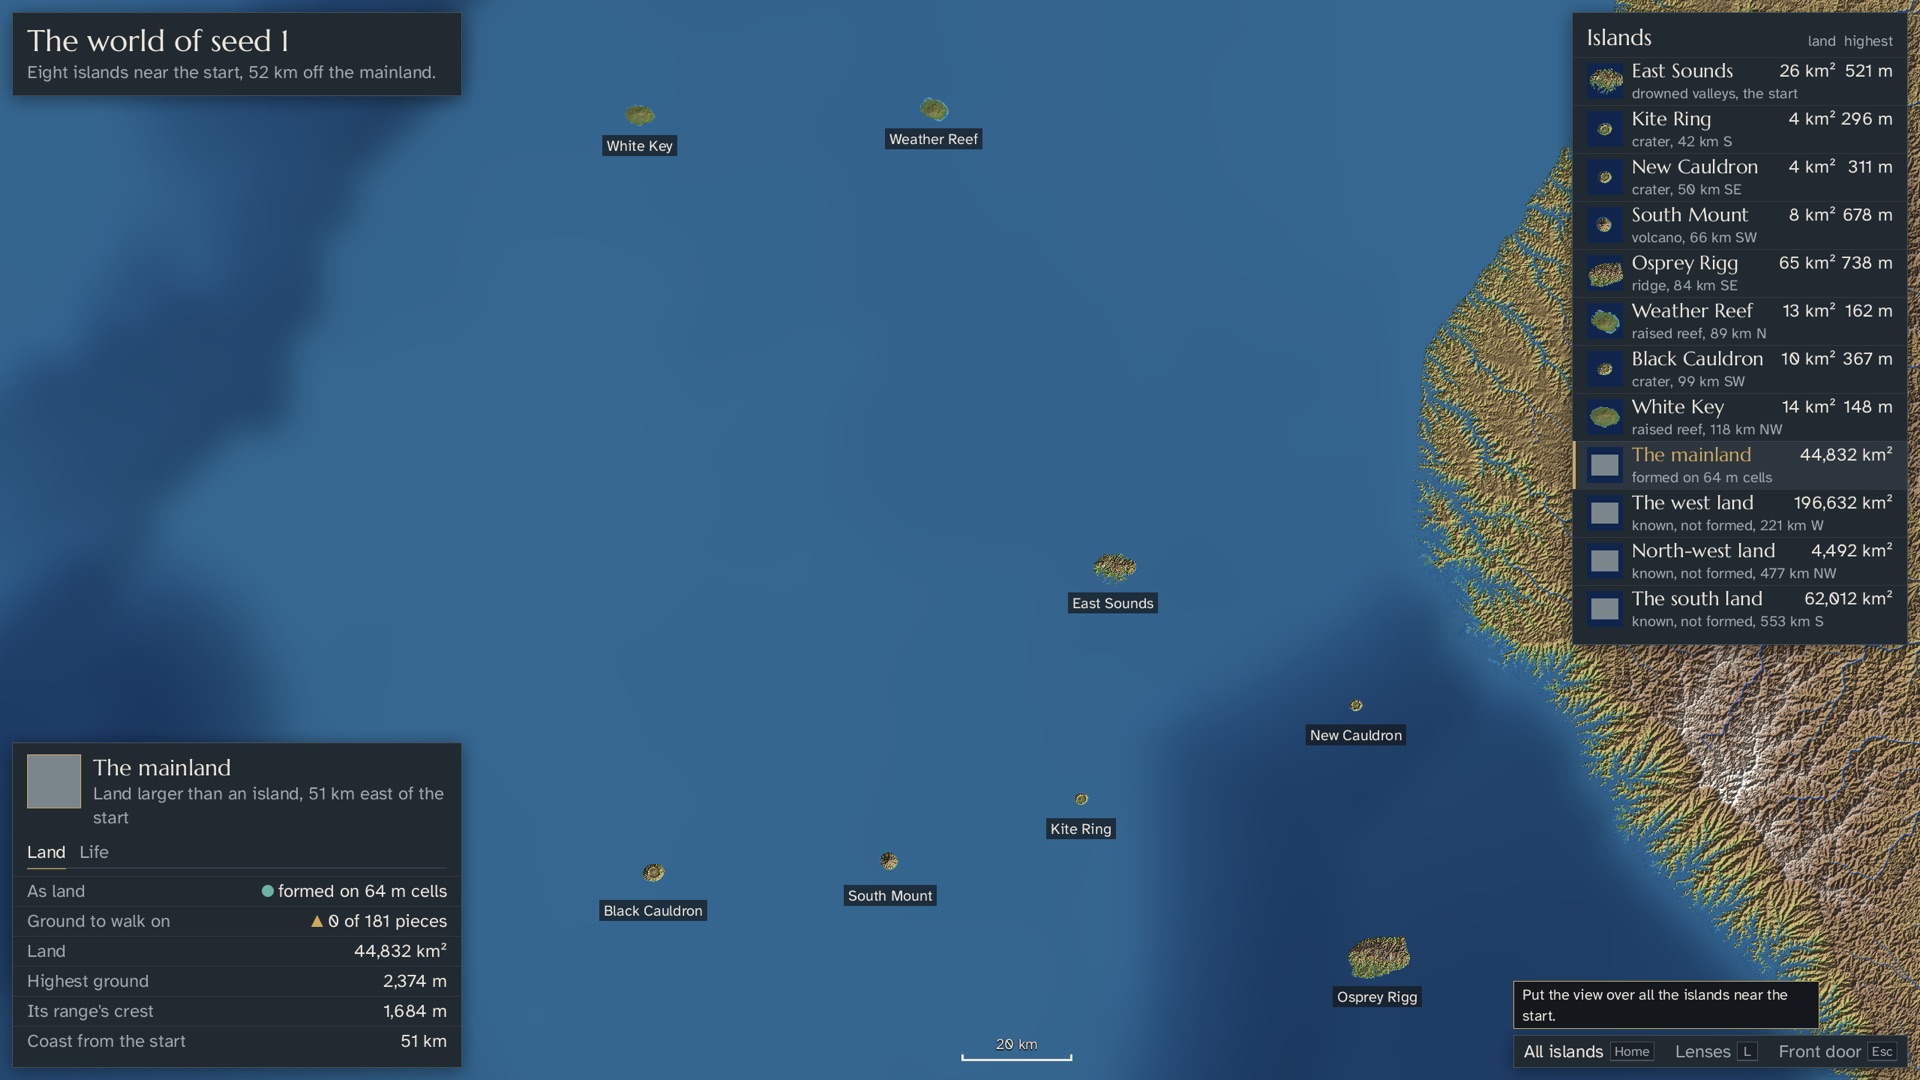 The world of seed 1
Eight islands near the start, 52 km off the mainland.
White Key
Weather Reef
East Sounds
New Cauldron
Kite Ring
South Mount
Black Cauldron
Osprey Rigg
20 km
Islands land highest
East Sounds 26 km² 521 m
drowned valleys, the start
Kite Ring 4 km² 296 m
crater, 42 km S
New Cauldron 4 km² 311 m
crater, 50 km SE
South Mount 8 km² 678 m
volcano, 66 km SW
Osprey Rigg 65 km² 738 m
ridge, 84 km SE
Weather Reef 13 km² 162 m
raised reef, 89 km N
Black Cauldron 10 km² 367 m
crater, 99 km SW
White Key 14 km² 148 m
raised reef, 118 km NW
The mainland 44,832 km²
formed on 64 m cells
The west land 196,632 km²
known, not formed, 221 km W
North-west land 4,492 km²
known, not formed, 477 km NW
The south land 62,012 km²
known, not formed, 553 km S
The mainland
Land larger than an island, 51 km east of the
start
Land Life
As land formed on 64 m cells
Ground to walk on 0 of 181 pieces
Land 44,832 km²
Highest ground 2,374 m
Its range's crest 1,684 m
Coast from the start 51 km
Put the view over all the islands near the
start.
All islands Home Lenses L Front door Esc